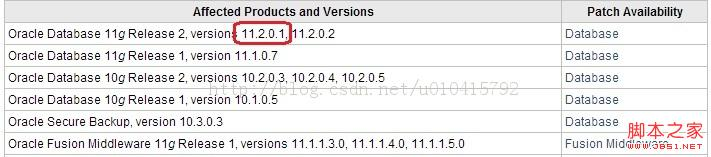 Affected Products and Versions Patch Availability
Oracle Database 11g Release 2, versions 11.2.0.1, 11.2.0.2 Database
Oracle Database 11g Release 1, version 11.1.0.7 Database
Oracle Database 10g Release 2, versions 10.2.0.3, 10.2.0.4, 10.2.0.5 Database
Oracle Database 10g Release 1, version 10.1.0.5 Database
http://blog.csdn.net/u010415792
Oracle Secure Backup, version 10.3.0.3 Database
Oracle Fusion Middleware 11g Release 1, versions 11.1.1.3.0, 11.1.1.4.0, 11.1.1.5.0 Fusion Middleware
脚本之家
www.jb51.net